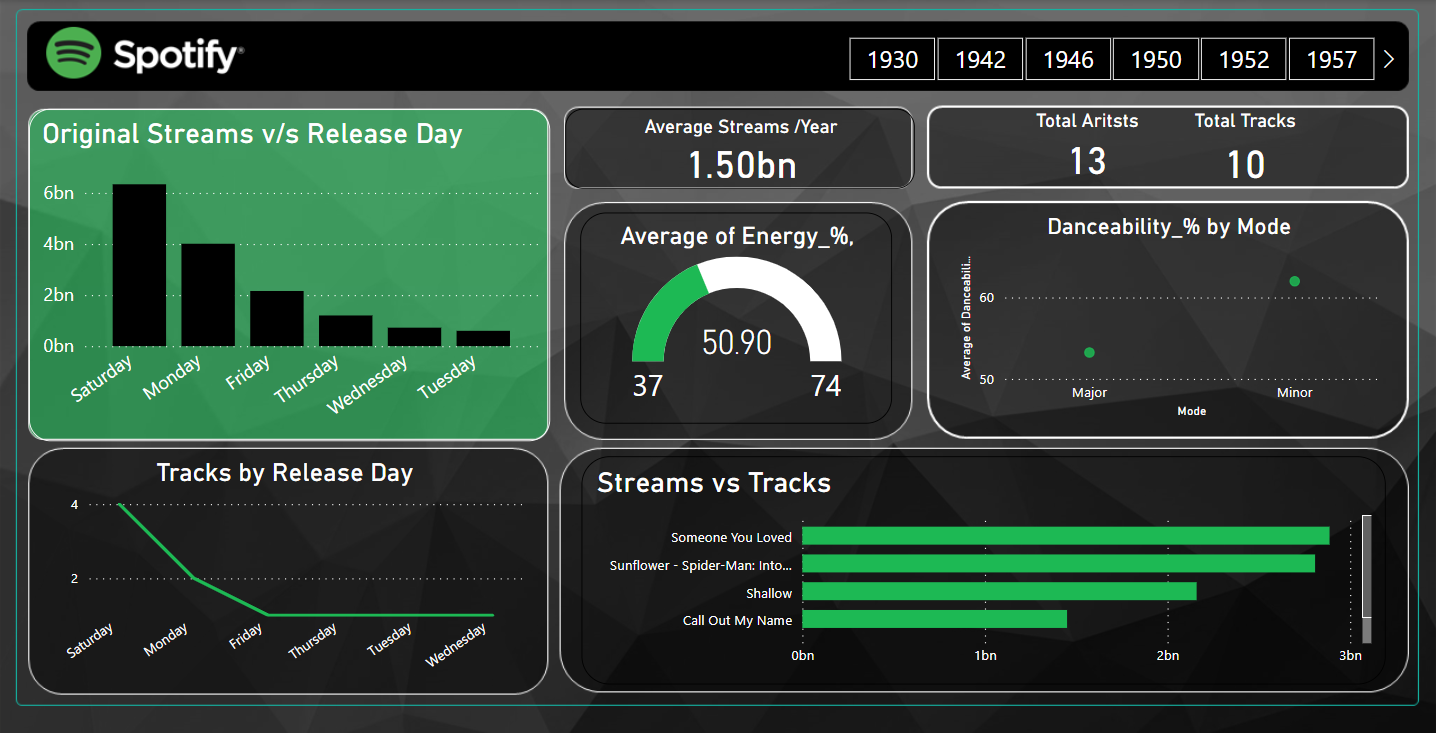 Spotify®
1930 1942 1946 1950 1952 1957
Original Streams v/s Release Day
6bn
4bn
2bn
0bn
Saturday Monday Friday Thursday Wednesday Tuesday
Average Streams /Year
1.50bn
Total Aritsts
13
Total Tracks
10
Average of Energy_%,
50.90
37 74
Danceability_% by Mode
Average of Danceabili...
60
50
Major Minor
Mode
Tracks by Release Day
4
2
Saturday Monday Friday Thursday Tuesday Wednesday
Streams vs Tracks
Someone You Loved
Sunflower - Spider-Man: Into...
Shallow
Call Out My Name
0bn 1bn 2bn 3bn